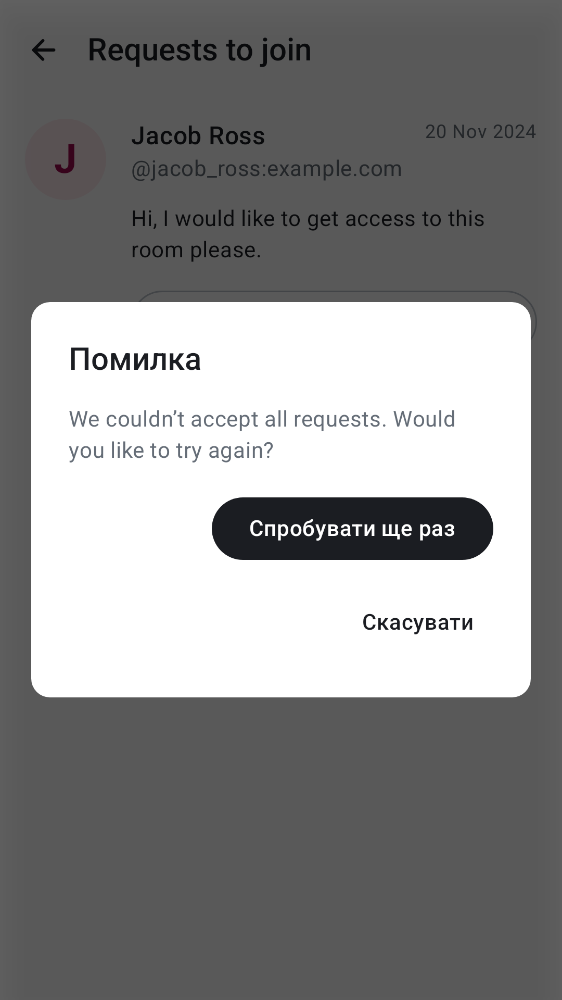 Requests to join
J
Jacob Ross
20 Nov 2024
@jacob_ross:example.com
Hi, I would like to get access to this
room please.
Помилка
We couldn’t accept all requests. Would
you like to try again?
Спробувати ще раз
Скасувати